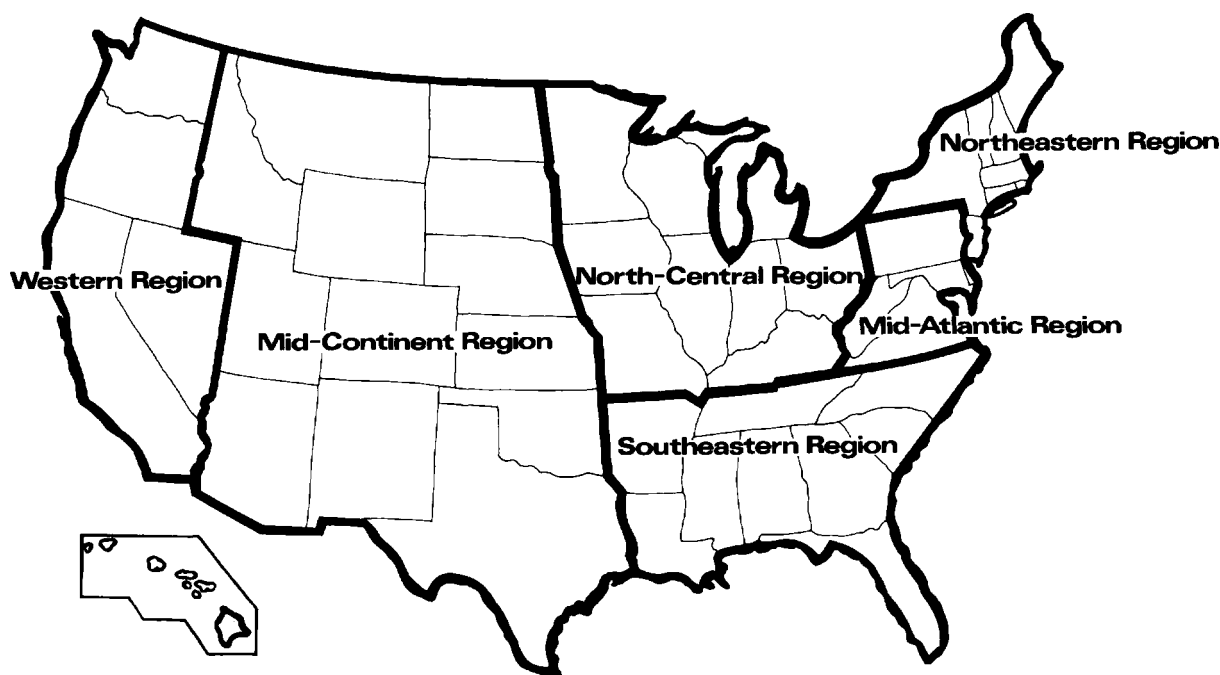 Northeastern Region
Western Region
North-Central Region
Mid-Atlantic Region
Mid-Continent Region
Southeastern Region